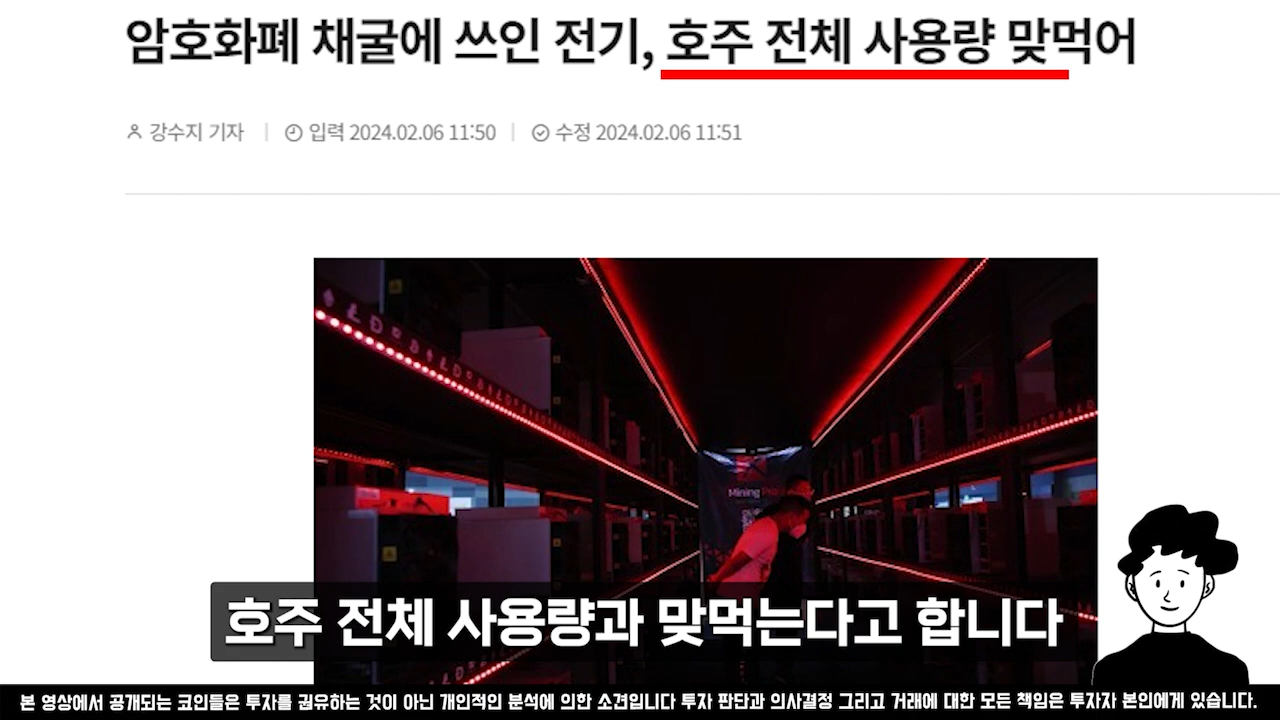 암호화폐 채굴에 쓰인 전기, 호주 전체 사용량 맞먹어
강수지 기자 | 입력 2024.02.06 11:50 | 수정 2024.02.06 11:51
Mining
호주 전체 사용량과 맞먹는다고 합니다
본 영상에서 공개되는 코인들은 투자를 권유하는 것이 아닌 개인적인 분석에 의한 소견입니다 투자 판단과 의사결정 그리고 거래에 대한 모든 책임은 투자자 본인에게 있습니다.